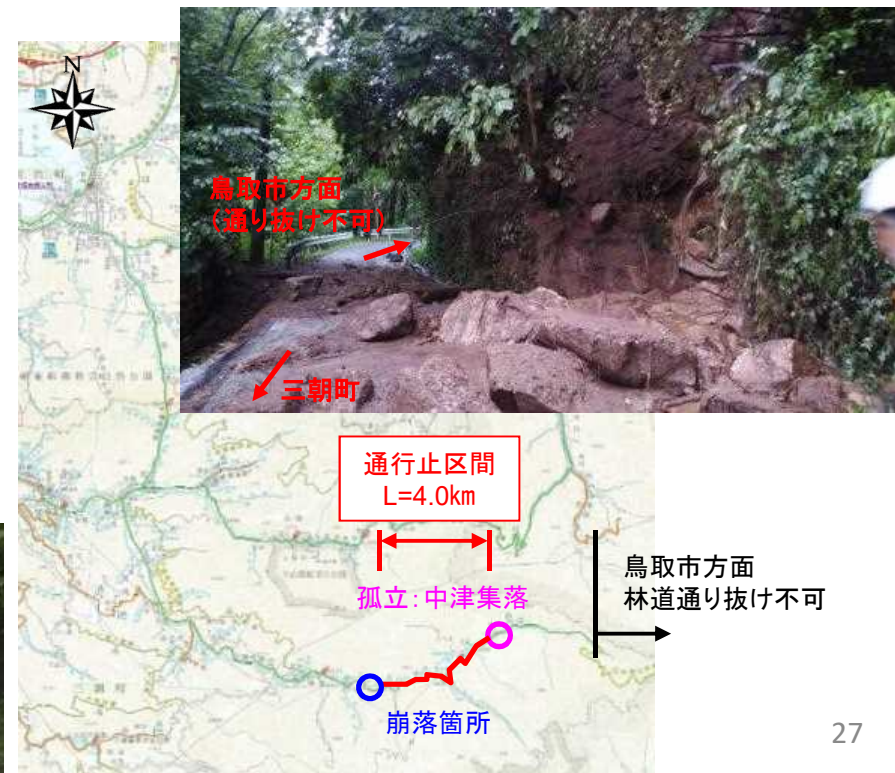 N
鳥取市方面
(通り抜け不可)
三朝町
通行止区間
L=4.0㎞
孤立:中津集落
鳥取市方面
林道通り抜け不可
崩落箇所
27